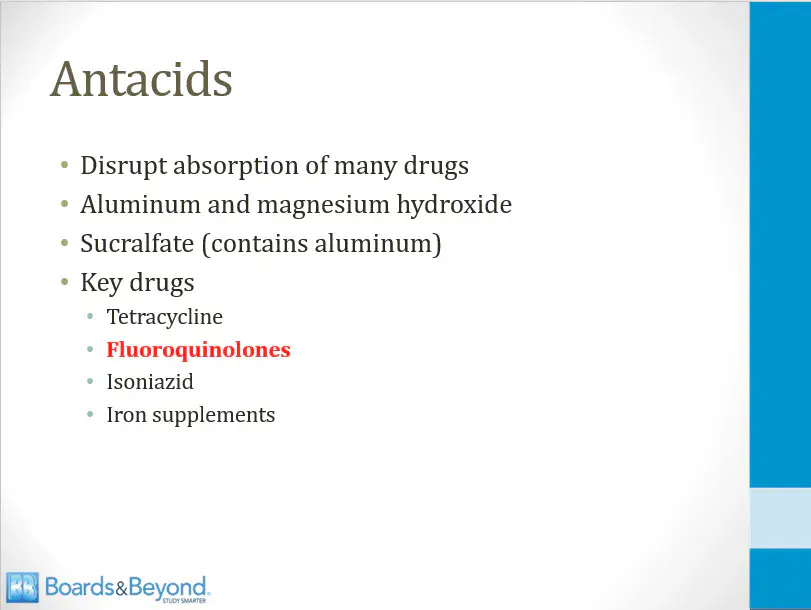 Antacids
• Disrupt absorption of many drugs
• Aluminum and magnesium hydroxide
• Sucralfate (contains aluminum)
• Key drugs
• Tetracycline
• Fluoroquinolones
• Isoniazid
• Iron supplements
BB Boards&Beyond.
STUDY SMARTER